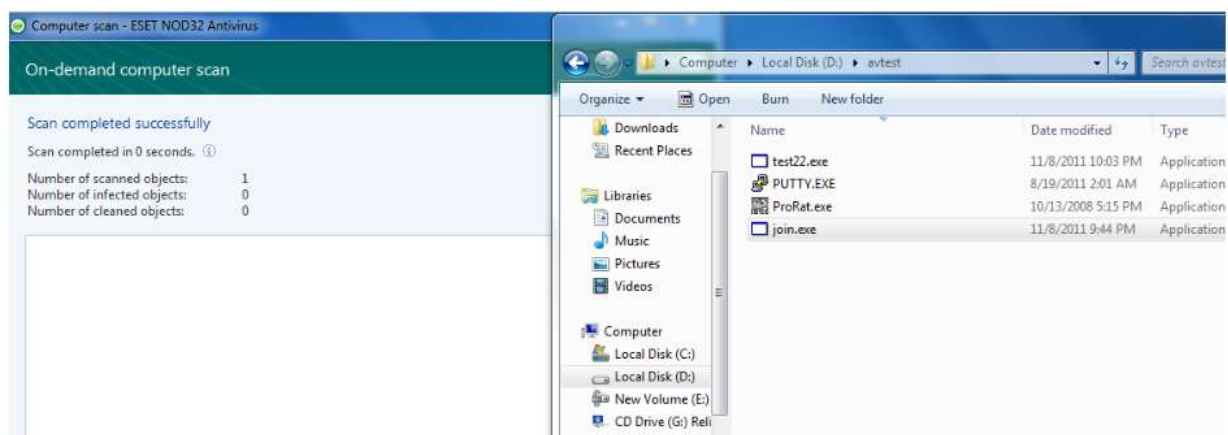 Computer scan - ESET NOD32 Antivirus
On-demand computer scan
Scan completed successfully
Scan completed in 0 seconds.
Number of scanned objects: 1
Number of infected objects: 0
Number of cleaned objects: 0
Computer Local Disk (D:) avtest
Search avtest
Organize Open Burn New folder
Downloads
Recent Places
Libraries
Documents
Music
Pictures
Videos
Computer
Local Disk (C:)
Local Disk (D:)
New Volume (E:)
CD Drive (G:) Reli
Name Date modified Type
test22.exe 11/8/2011 10:03 PM Application
PUTTY.EXE 8/19/2011 2:01 AM Application
ProRat.exe 10/13/2008 5:15 PM Application
join.exe 11/8/2011 9:44 PM Application